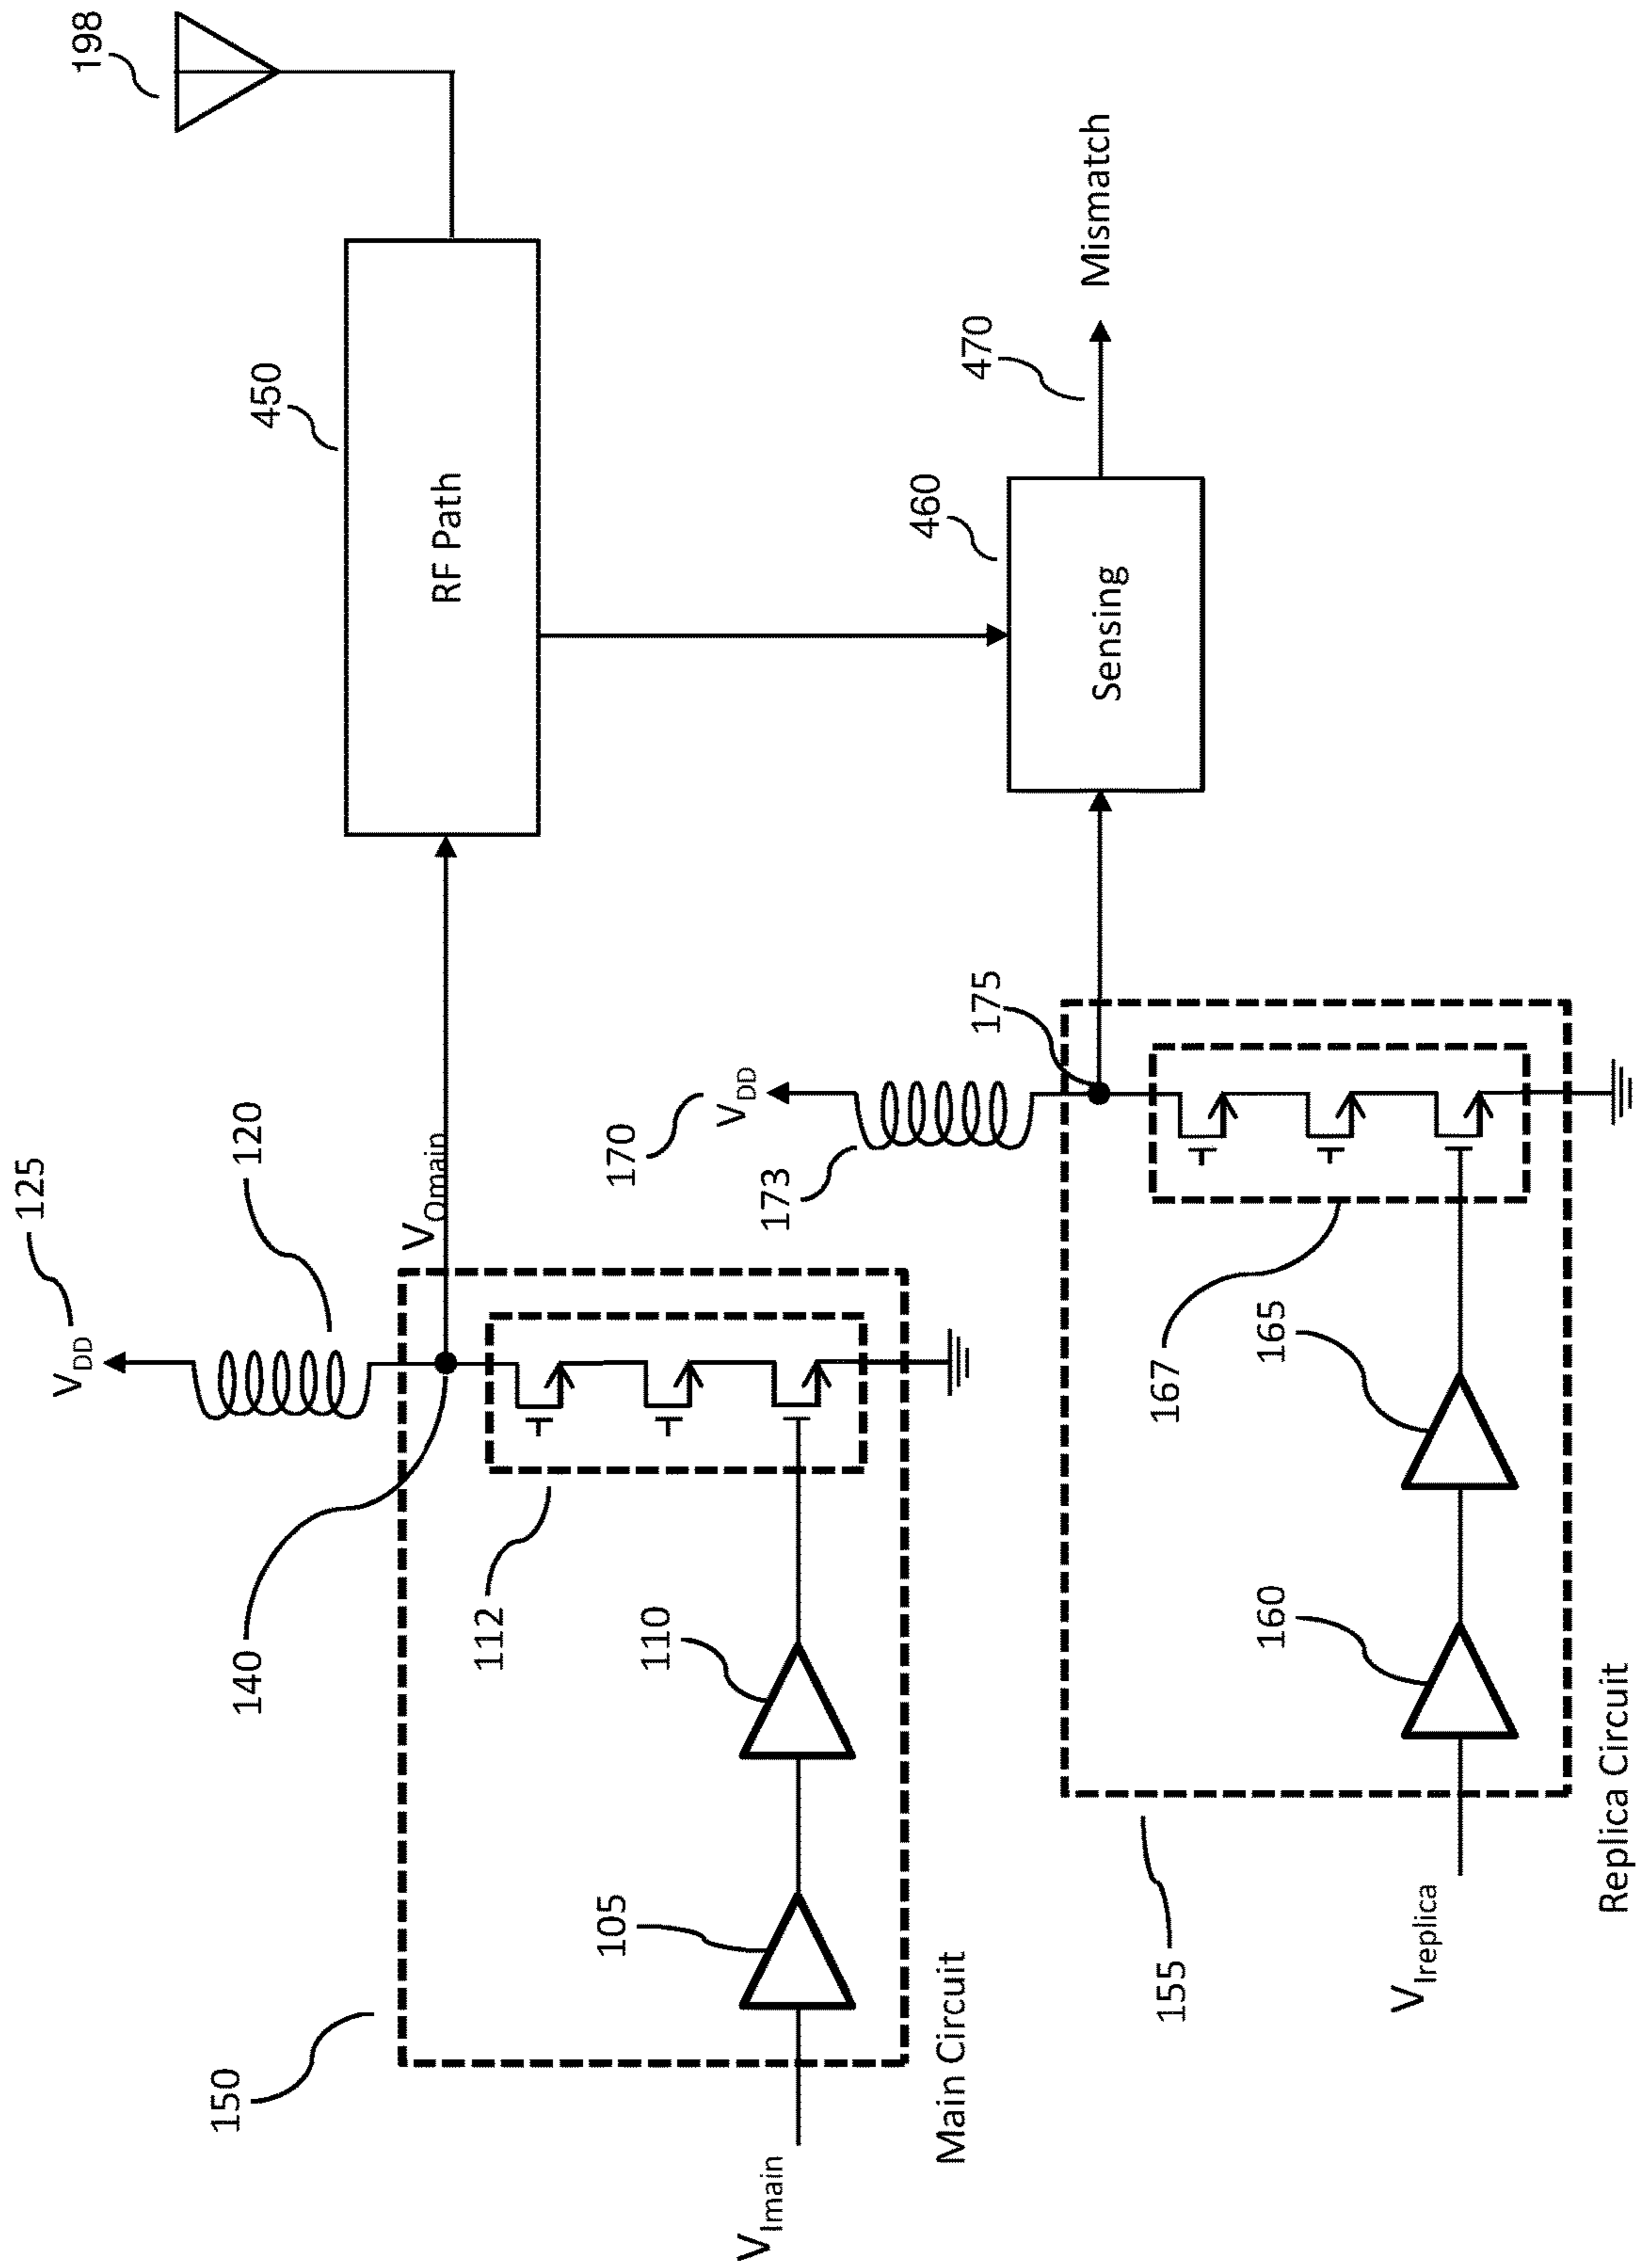 198
125
V_DD
120
450
V_Omain
140
RF Path
112
110
105
150
Main Circuit
V_Imain
170
V_DD
173
175
460
470
Mismatch
Sensing
167
165
160
155
V_Ireplica
Replica Circuit